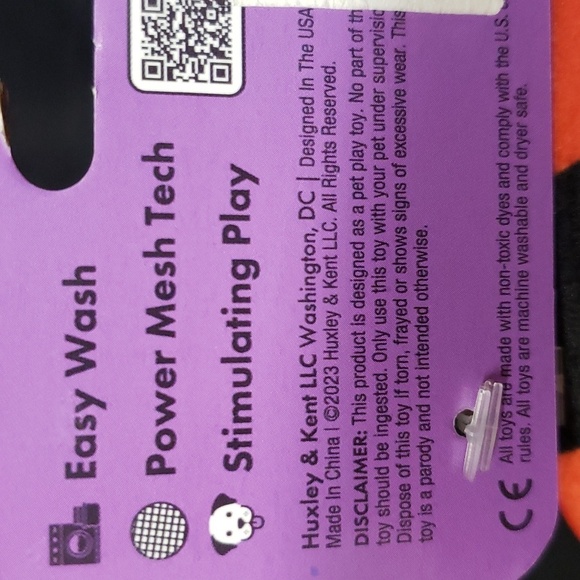 Easy Wash
Power Mesh Tech
Stimulating Play
Huxley & Kent LLC Washington, DC | Designed In The USA
Made In China | ©2023 Huxley & Kent LLC. All Rights Reserved.
DISCLAIMER: This product is designed as a pet play toy. No part of
toy should be ingested. Only use this toy with your pet under
Dispose of this toy if torn, frayed or shows signs of excessive wear. This
toy is a parody and not intended otherwise.
CE
All toys are made with non-toxic dyes and comply with the U.S.
rules. All toys are machine washable and dryer safe.